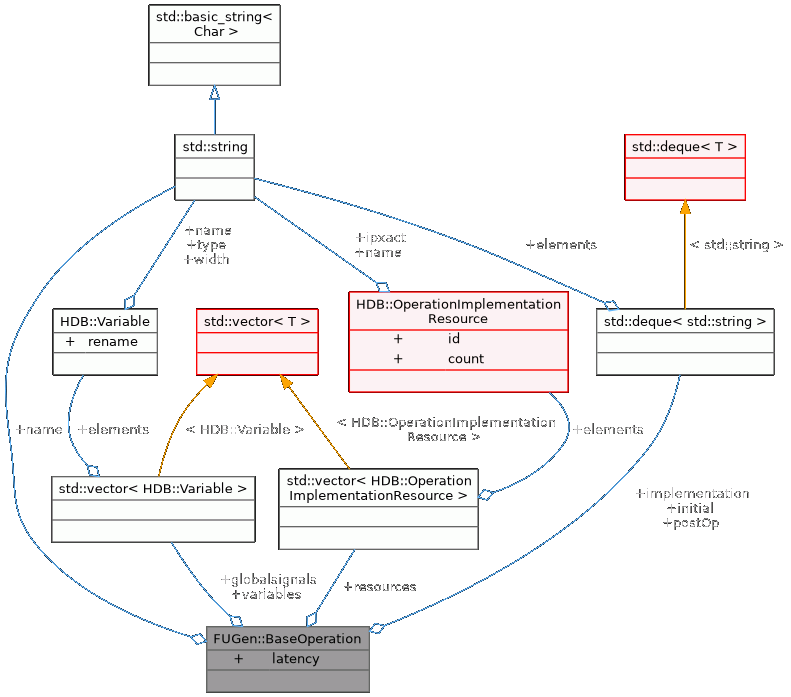 std::basic_string<
Char >
std::string
std::deque< T >
+name
+type
+width
+ipxact
+name
+elements
< std::string >
HDB::Variable
+ rename
std::vector< T >
HDB::OperationImplementation
Resource
+ id
+ count
std::deque< std::string >
+name
+elements
< HDB::Variable >
< HDB::OperationImplementation
Resource >
+elements
std::vector< HDB::Variable >
std::vector< HDB::Operation
ImplementationResource >
+implementation
+initial
+postOp
+globalsignals
+variables
+resources
FUGen::BaseOperation
+ latency